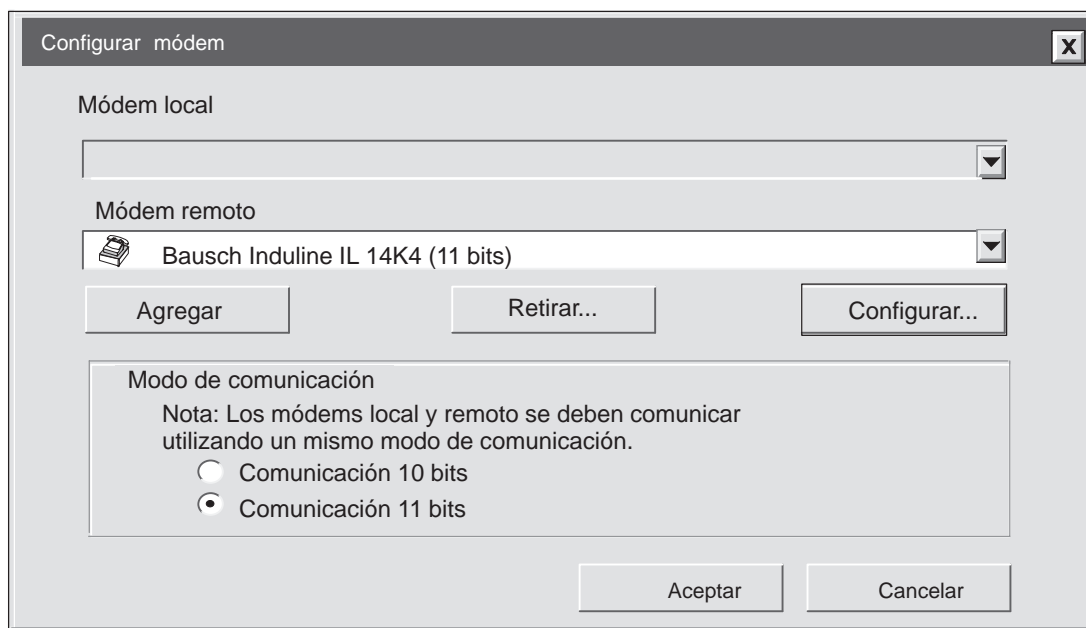 Configurar módem
X
Módem local
Módem remoto
Bausch Induline IL 14K4 (11 bits)
Agregar
Retirar...
Configurar...
Modo de comunicación
Nota: Los módems local y remoto se deben comunicar
utilizando un mismo modo de comunicación.
Comunicación 10 bits
Comunicación 11 bits
Aceptar
Cancelar